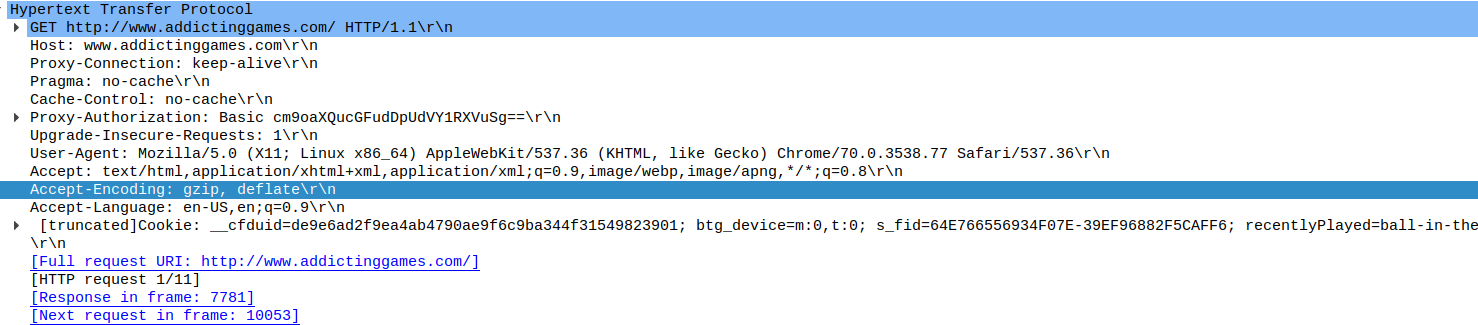 Hypertext Transfer Protocol
GET http://www.addictinggames.com/ HTTP/1.1\r\n
Host: www.addictinggames.com\r\n
Proxy-Connection: keep-alive\r\n
Pragma: no-cache\r\n
Cache-Control: no-cache\r\n
Proxy-Authorization: Basic cm9oaXQucGFudDpUdVY1RXVuSg==\r\n
Upgrade-Insecure-Requests: 1\r\n
User-Agent: Mozilla/5.0 (X11; Linux x86_64) AppleWebKit/537.36 (KHTML, like Gecko) Chrome/70.0.3538.77 Safari/537.36\r\n
Accept: text/html,application/xhtml+xml,application/xml;q=0.9,image/webp,image/apng,*/*;q=0.8\r\n
Accept-Encoding: gzip, deflate\r\n
Accept-Language: en-US,en;q=0.9\r\n
[truncated]Cookie: __cfduid=de9e6ad2f9ea4ab4790ae9f6c9ba344f31549823901; btg_device=m:0,t:0; s_fid=64E766556934F07E-39EF96882F5CAFF6; recentlyPlayed=ball-in-the
\r\n
[Full request URI: http://www.addictinggames.com/]
[HTTP request 1/11]
[Response in frame: 7781]
[Next request in frame: 10053]